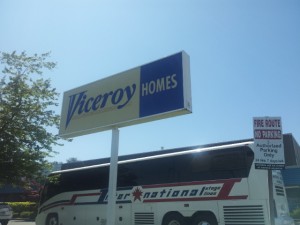 Viceroy HOMES
FIRE ROUTE
NO PARKING
Authorized
Parking
Only
national